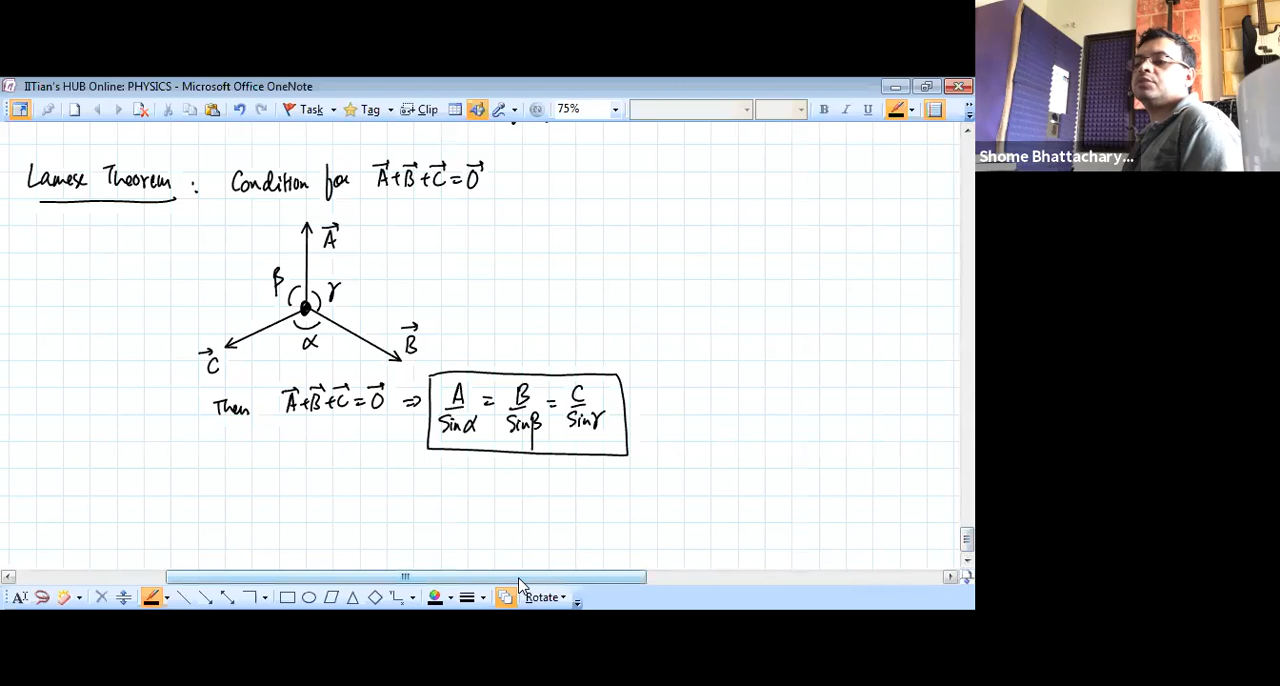 IITian's HUB Online: PHYSICS - Microsoft Office OneNote
Task Tag Clip 75% B I U
Shome Bhattachary...
Lamese Theorem : Condition for A⃗+B⃗+C⃗=0⃗
A⃗
β γ
α
C⃗ B⃗
Then A⃗+B⃗+C⃗=0⃗ ⇒ A/Sinα = B/Sinβ = C/Sinγ
A Rotate